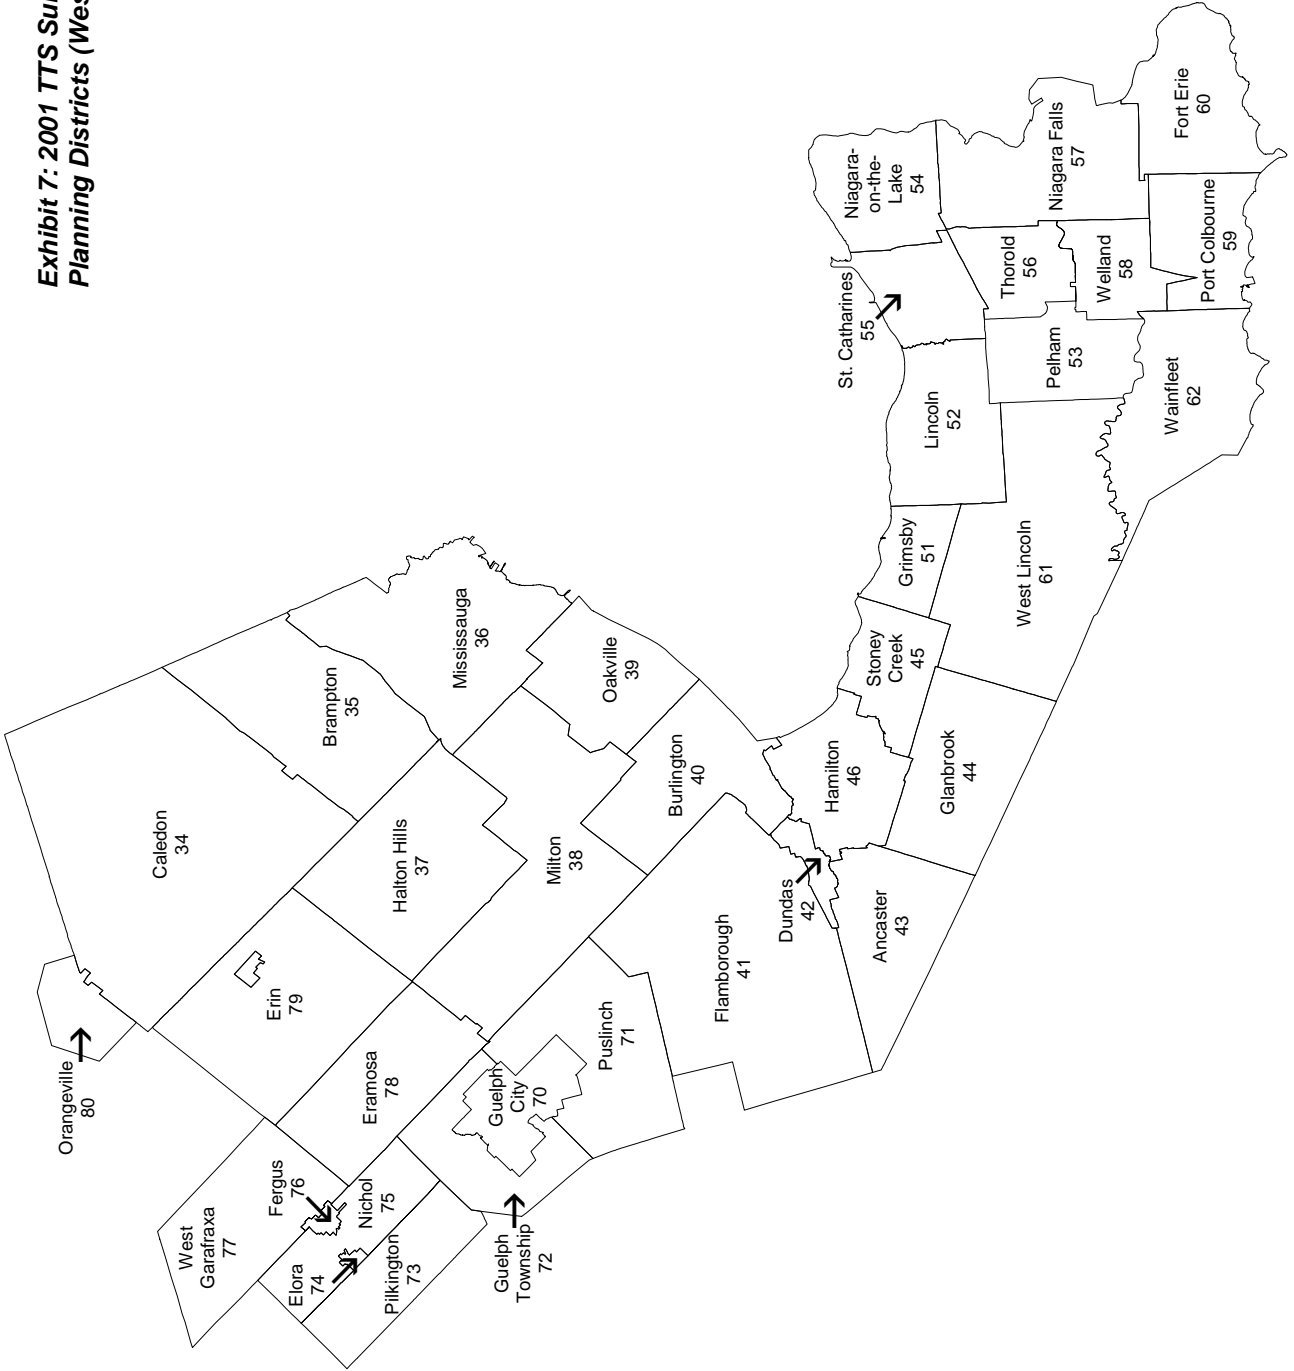 Exhibit 7: 2001 TTS Su
Planning Districts (Wes
Caledon
34
Orangeville
80
Brampton
35
Mississauga
36
Halton Hills
37
Erin
79
Milton
38
Oakville
39
Burlington
40
Eramosa
78
West
Garafraxa
77
Fergus
76
Nichol
75
Elora
74
Pilkington
73
Guelph
Township
72
Guelph
City
70
Puslinch
71
Flamborough
41
Dundas
42
Ancaster
43
Hamilton
46
Glanbrook
44
Stoney
Creek
45
Grimsby
51
West Lincoln
61
Lincoln
52
St. Catharines
55
Niagara-
on-the-
Lake
54
Thorold
56
Niagara Falls
57
Pelham
53
Welland
58
Port Colbourne
59
Fort Erie
60
Wainfleet
62